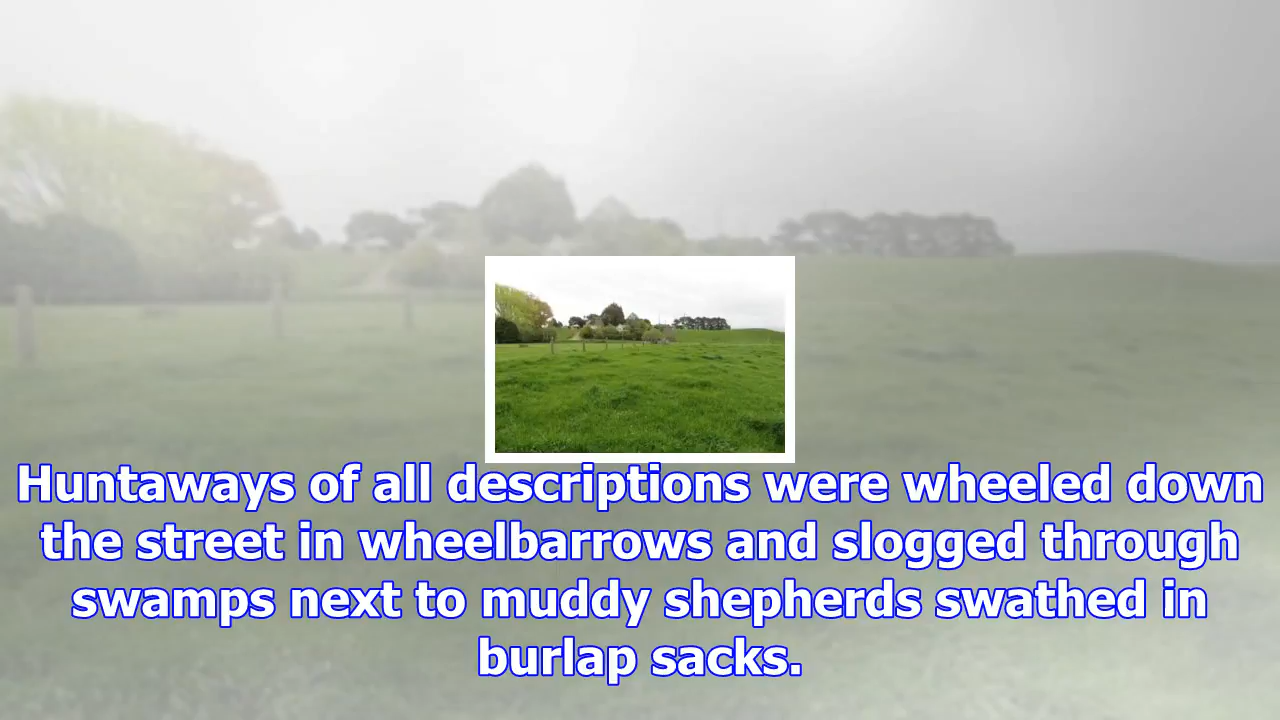 Huntaways of all descriptions were wheeled down
the street in wheelbarrows and slogged through
swamps next to muddy shepherds swathed in
burlap sacks.